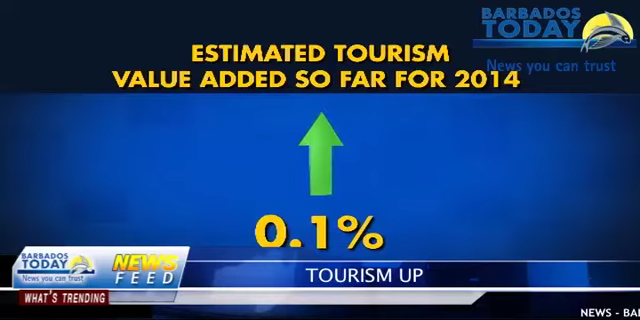 BARBADOS
TODAY
News you can trust
ESTIMATED TOURISM
VALUE ADDED SO FAR FOR 2014
0.1%
BARBADOS
TODAY
News you can trust
NEWS
FEED
TOURISM UP
WHAT'S TRENDING
NEWS - BA